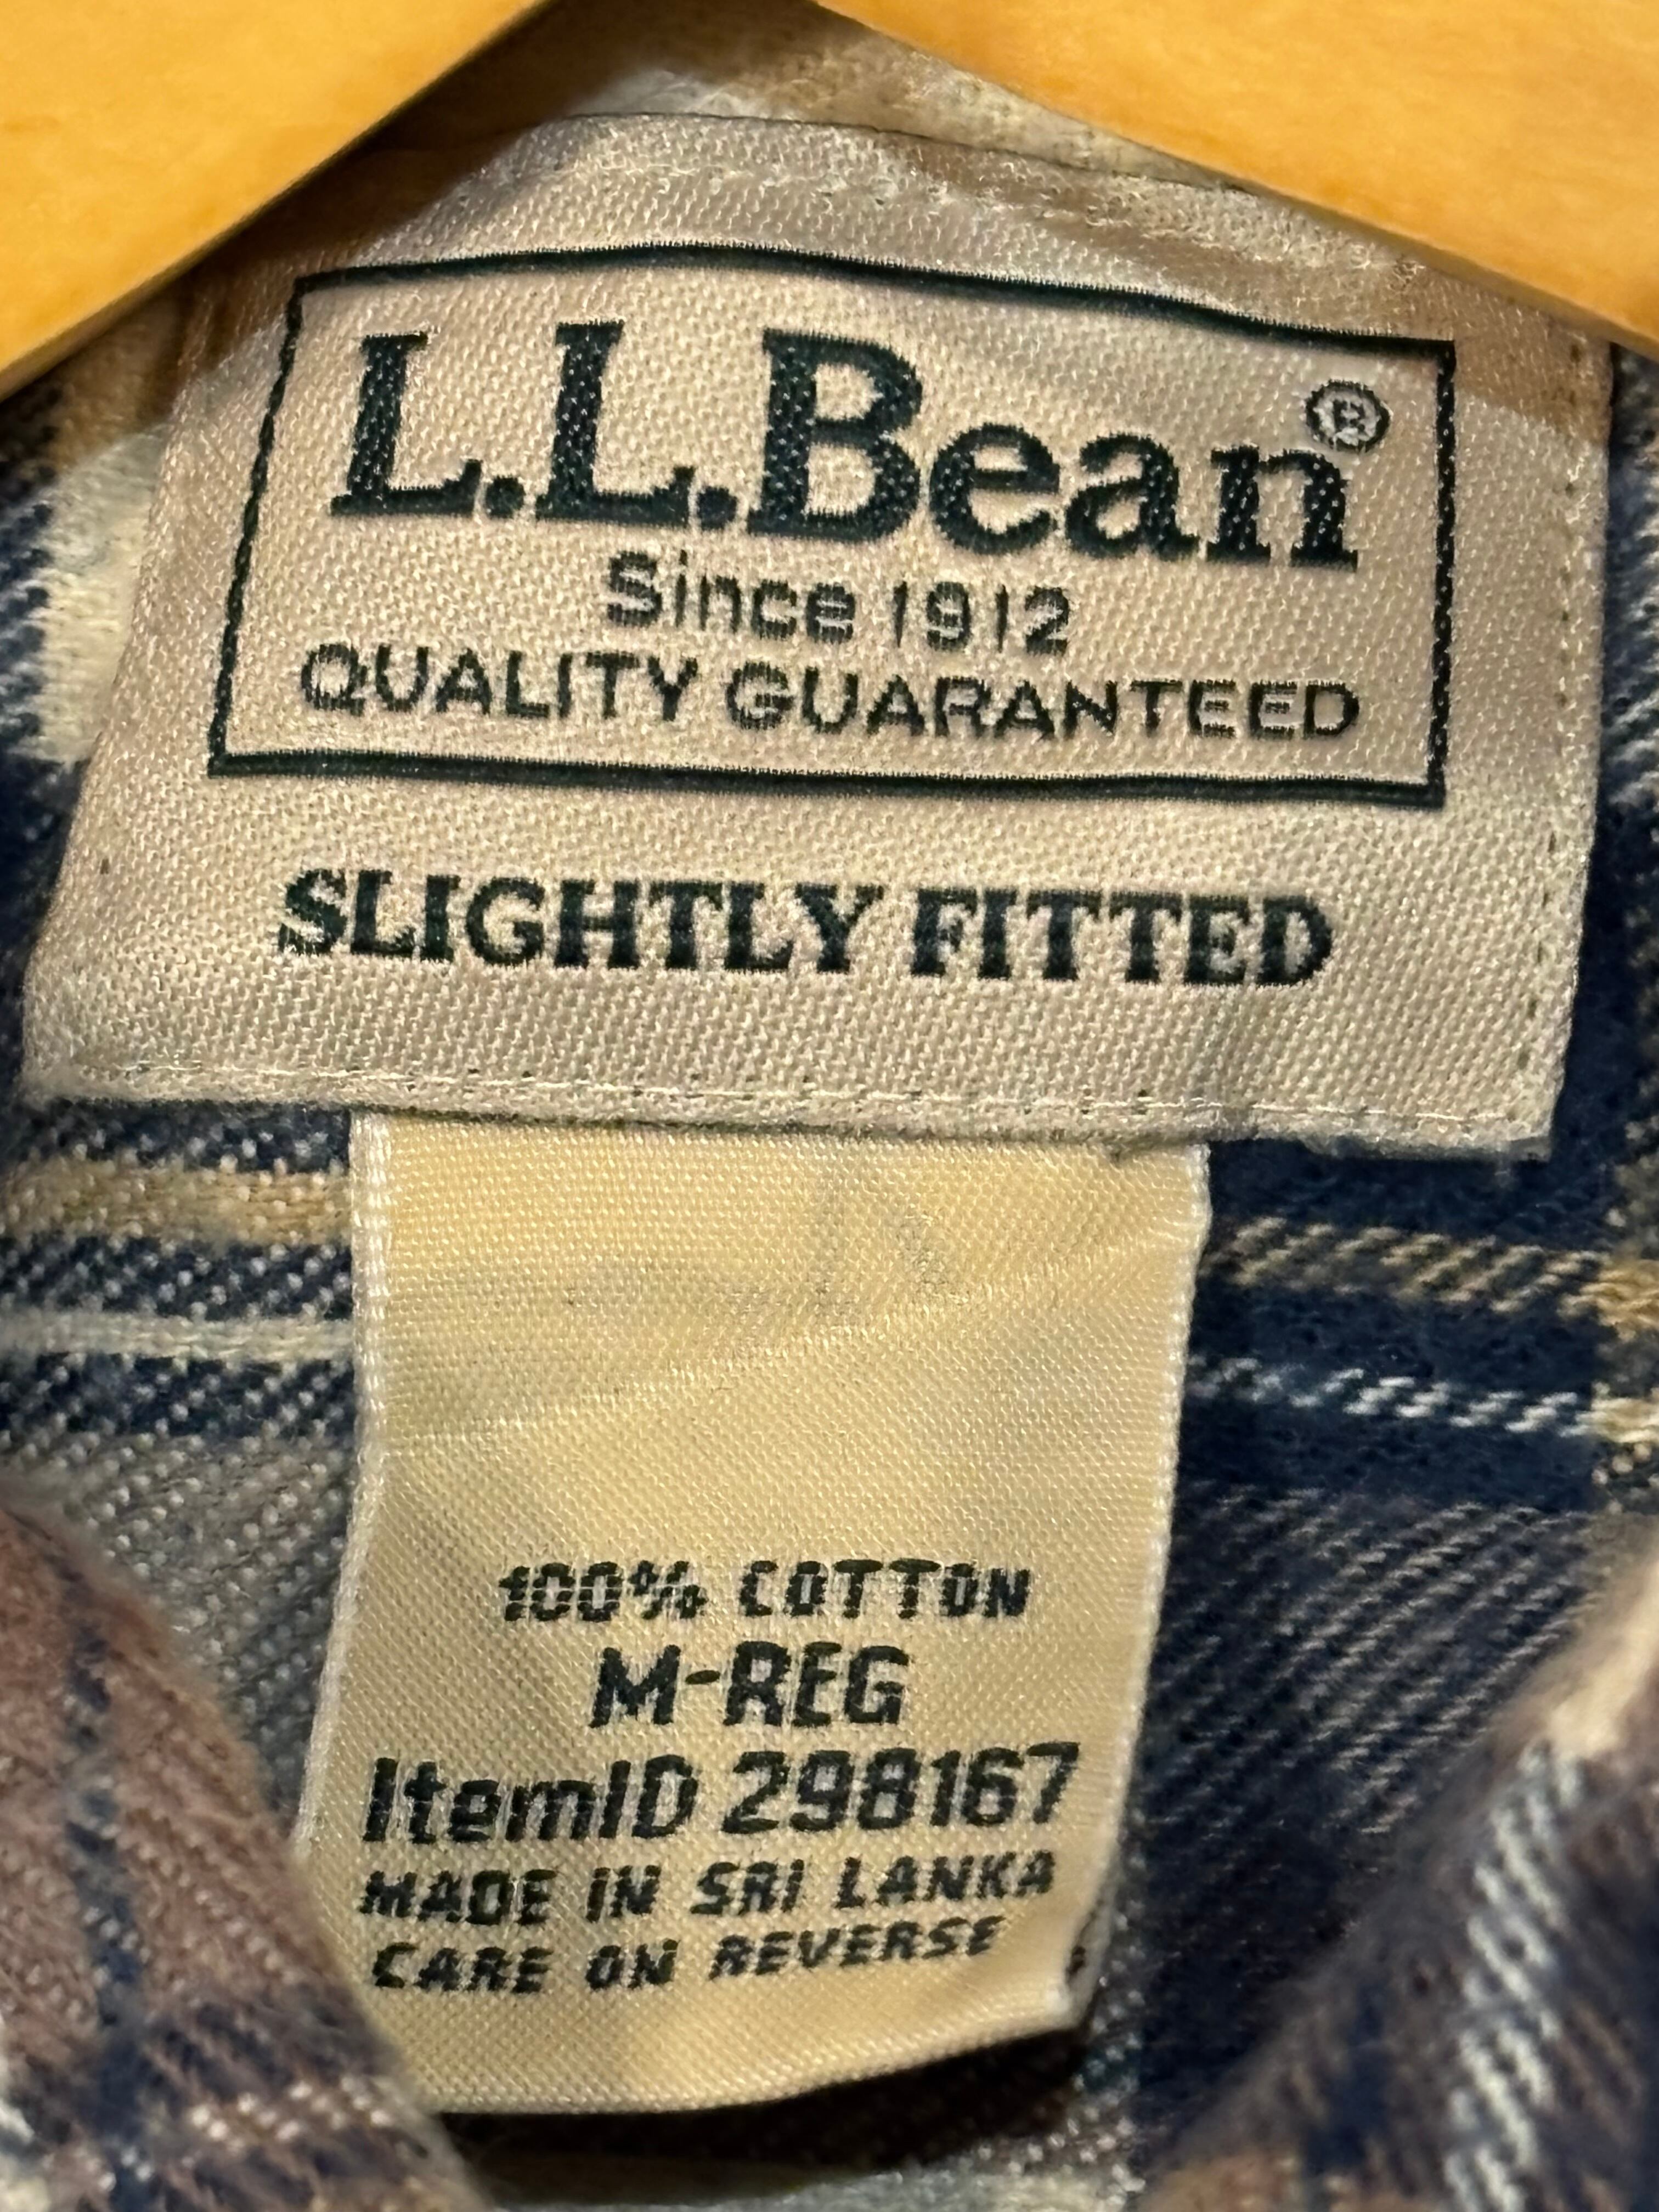 L.L.Bean®
Since 1912
QUALITY GUARANTEED
SLIGHTLY FITTED
100% COTTON
M-REG
ItemID 298167
MADE IN SRI LANKA
CARE ON REVERSE